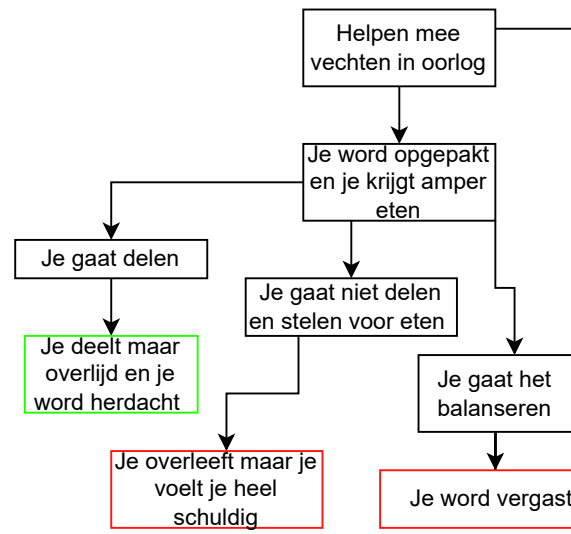 Helpen mee
vechten in oorlog
Je word opgepakt
en je krijgt amper
eten
Je gaat delen
Je gaat niet delen
en stelen voor eten
Je deelt maar
overlijd en je
word herdacht
Je gaat het
balanseren
Je overleeft maar je
voelt je heel
schuldig
Je word vergast